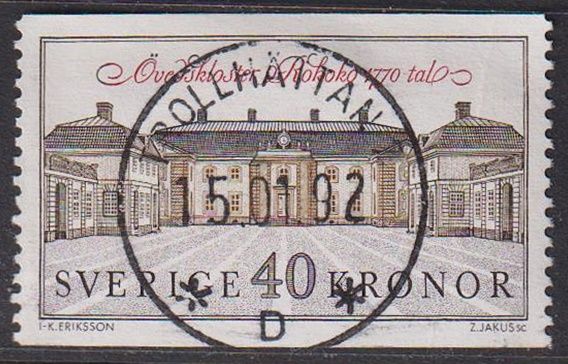 Övedskloster Rokoko 1770-tal
TROLLHÄTTAN
15.01.92
SVERIGE 40 KRONOR
D
I-K. ERIKSSON
Z. JAKUS SC